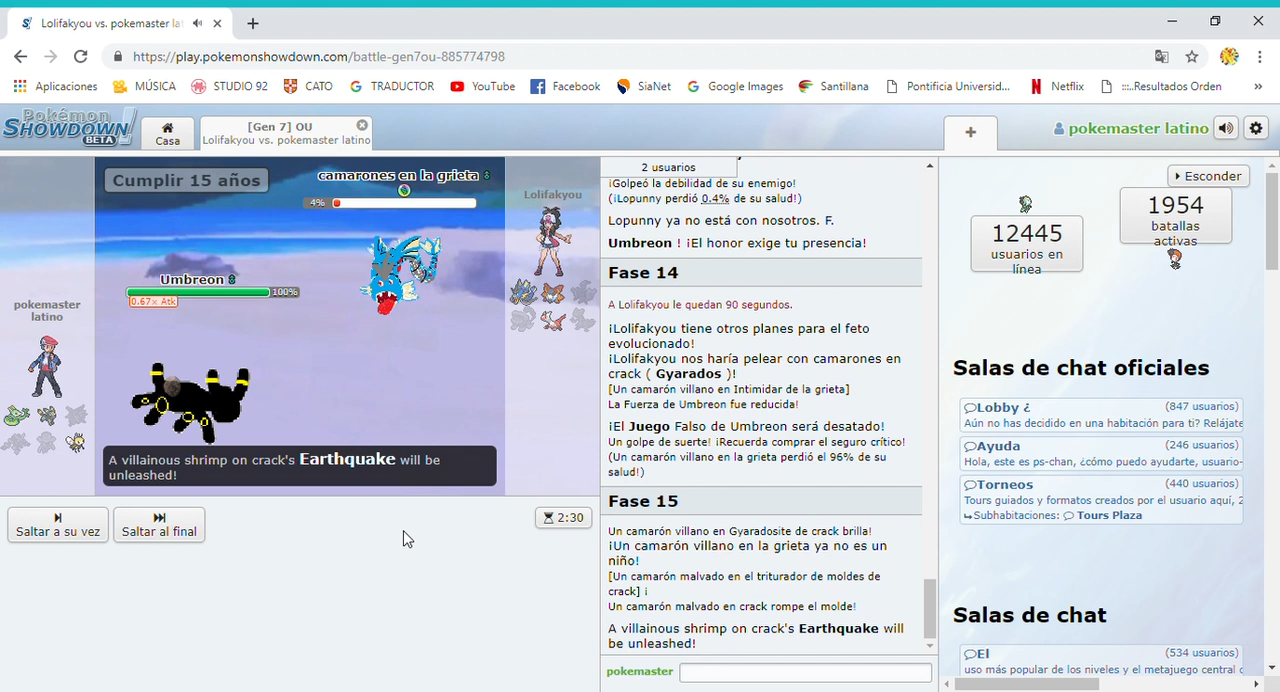 Lolifakyou vs. pokemaster lat
https://play.pokemonshowdown.com/battle-gen7ou-885774798
Aplicaciones
MÚSICA
STUDIO 92
CATO
TRADUCTOR
YouTube
Facebook
SiaNet
Google Images
Santillana
Pontificia Universid...
Netflix
:::..Resultados Orden
»
Pokémon
SHOWDOWN!
BETA
Casa
[Gen 7] OU
Lolifakyou vs. pokemaster latino
+
pokemaster latino
Cumplir 15 años
camarones en la grieta
4%
Umbreon
100%
0.67× Atk
pokemaster
latino
Lolifakyou
A villainous shrimp on crack's Earthquake will be
unleashed!
Saltar a su vez
Saltar al final
2:30
2 usuarios
¡Golpeó la debilidad de su enemigo!
(¡Lopunny perdió 0.4% de su salud!)
Lopunny ya no está con nosotros. F.
Umbreon ! ¡El honor exige tu presencia!
Fase 14
A Lolifakyou le quedan 90 segundos.
¡Lolifakyou tiene otros planes para el feto
evolucionado!
¡Lolifakyou nos haría pelear con camarones en
crack ( Gyarados )!
[Un camarón villano en Intimidar de la grieta]
La Fuerza de Umbreon fue reducida!
¡El Juego Falso de Umbreon será desatado!
Un golpe de suerte! ¡Recuerda comprar el seguro crítico!
(Un camarón villano en la grieta perdió el 96% de su
salud!)
Fase 15
Un camarón villano en Gyaradosite de crack brilla!
¡Un camarón villano en la grieta ya no es un
niño!
[Un camarón malvado en el triturador de moldes de
crack] ¡
Un camarón malvado en crack rompe el molde!
A villainous shrimp on crack's Earthquake will
be unleashed!
pokemaster
Esconder
12445
usuarios en
línea
1954
batallas
activas
Salas de chat oficiales
Lobby ¿
(847 usuarios)
Aún no has decidido en una habitación para ti? Relájate
Ayuda
(246 usuarios)
Hola, este es ps-chan, ¿cómo puedo ayudarte, usuario-
Torneos
(440 usuarios)
Tours guiados y formatos creados por el usuario aquí, 2
↳Subhabitaciones: Tours Plaza
Salas de chat
El
(534 usuarios)
uso más popular de los niveles y el metajuego central d